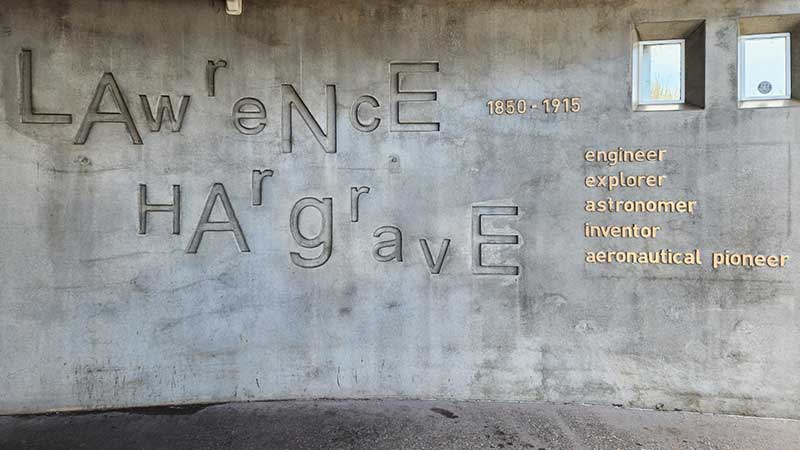 LAwreNcE 1850-1915
HArgravE
engineer
explorer
astronomer
inventor
aeronautical pioneer